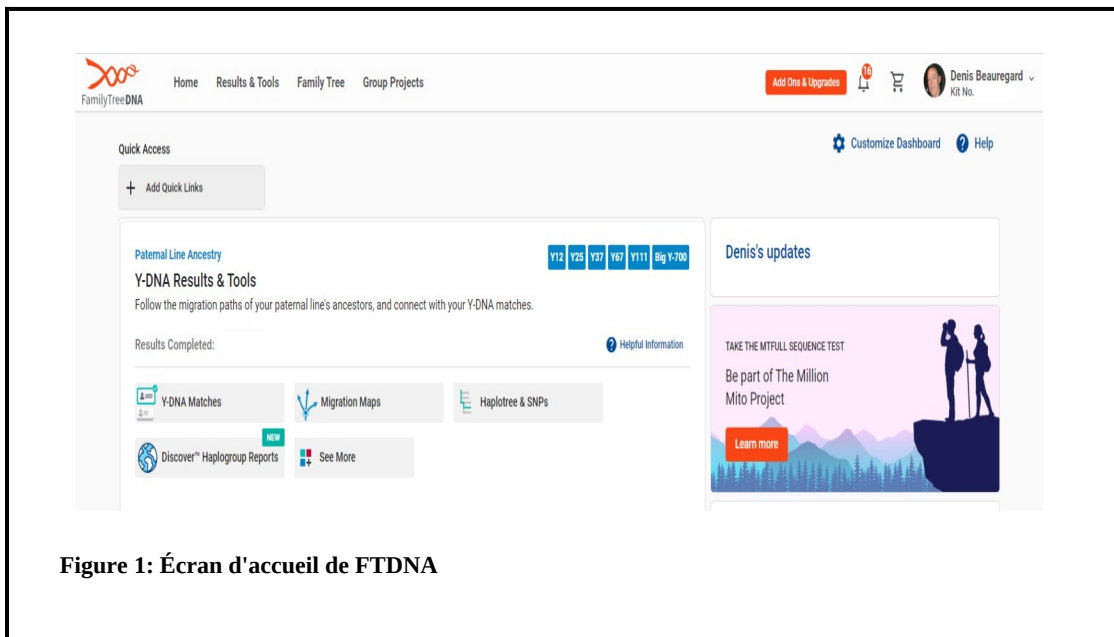 FamilyTreeDNA
Home Results & Tools Family Tree Group Projects
Add Ons & Upgrades
16
Denis Beauregard
Kit No.
Quick Access
Customize Dashboard
Help
+ Add Quick Links
Paternal Line Ancestry
Y12 Y25 Y37 Y67 Y111 Big Y-700
Y-DNA Results & Tools
Follow the migration paths of your paternal line's ancestors, and connect with your Y-DNA matches.
Results Completed:
Helpful Information
Y-DNA Matches
Migration Maps
Haplotree & SNPs
NEW
Discover™ Haplogroup Reports
See More
Denis's updates
TAKE THE MTFULL SEQUENCE TEST
Be part of The Million
Mito Project
Learn more
Figure 1: Écran d'accueil de FTDNA